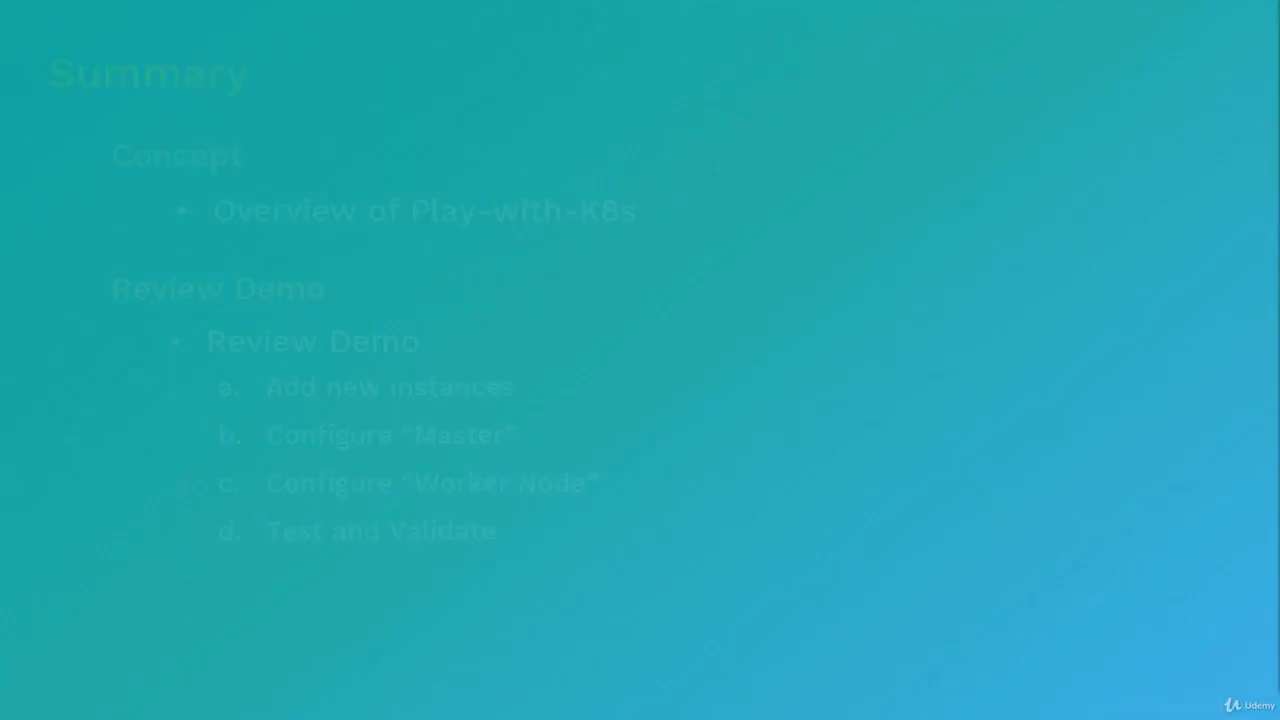 Summary
Concept
• Overview of Play-with-K8s
Review Demo
• Review Demo
a. Add new instances
b. Configure "Master"
c. Configure "Worker Node"
d. Test and Validate
Udemy